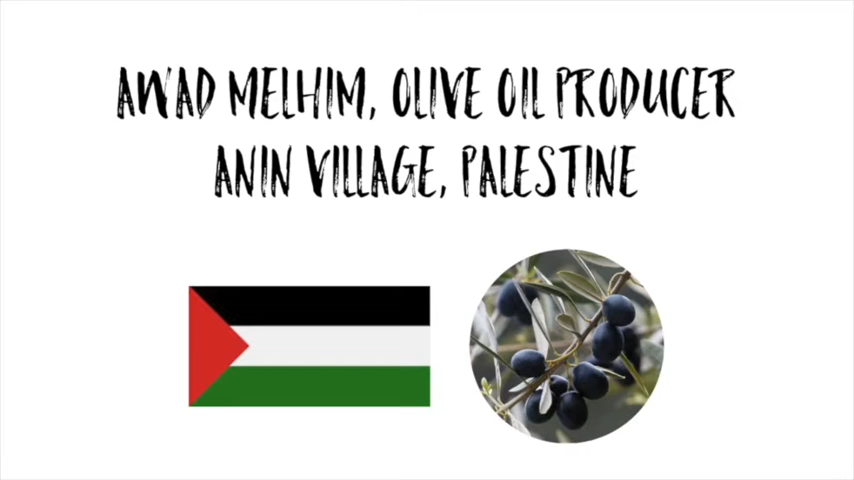 AWAD MELHIM, OLIVE OIL PRODUCER
ANIN VILLAGE, PALESTINE